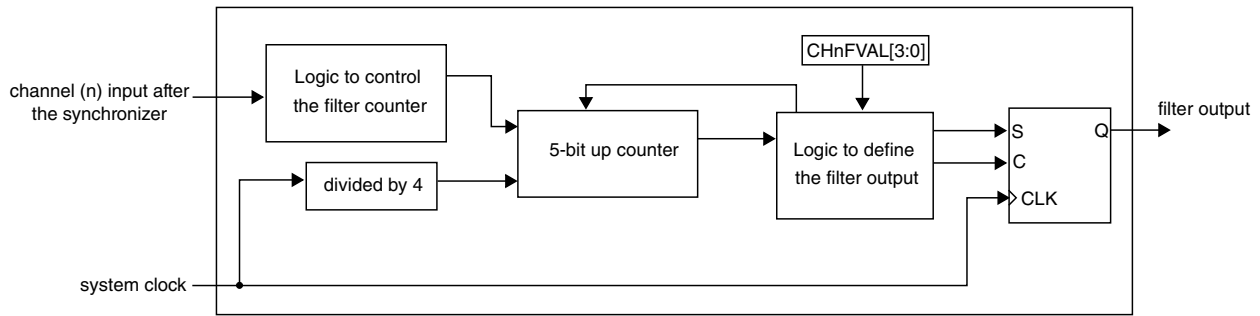 CHnFVAL[3:0]
Logic to control
the filter counter
channel (n) input after
the synchronizer
filter output
S
Q
5-bit up counter
Logic to define
the filter output
C
divided by 4
CLK
system clock